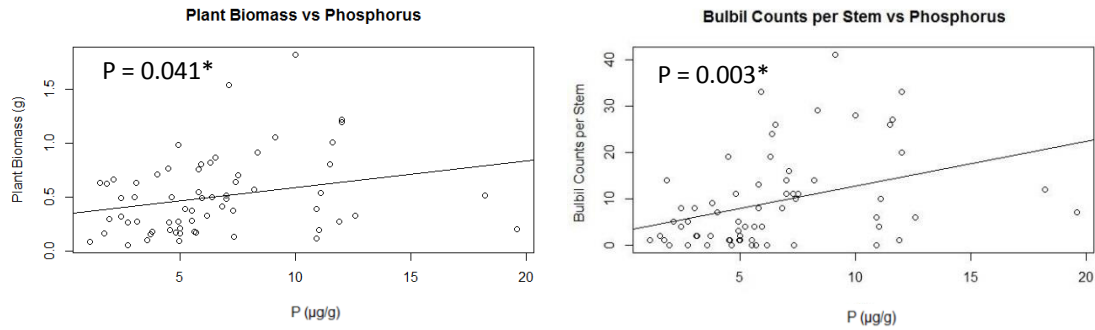 Plant Biomass vs Phosphorus
P = 0.041*
Plant Biomass (g)
0.0
0.5
1.0
1.5
5
10
15
20
P (µg/g)
Bulbil Counts per Stem vs Phosphorus
P = 0.003*
Bulbil Counts per Stem
0
10
20
30
40
5
10
15
20
P (µg/g)